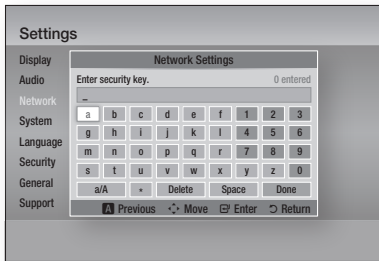 Settings
Display
Audio
Network
System
Language
Security
General
Support
Network Settings
Enter security key. 0 entered
_
a b c d e f 1 2 3
g h i j k l 4 5 6
m n o p q r 7 8 9
s t u v w x y z 0
a/A * Delete Space Done
A Previous Move Enter Return